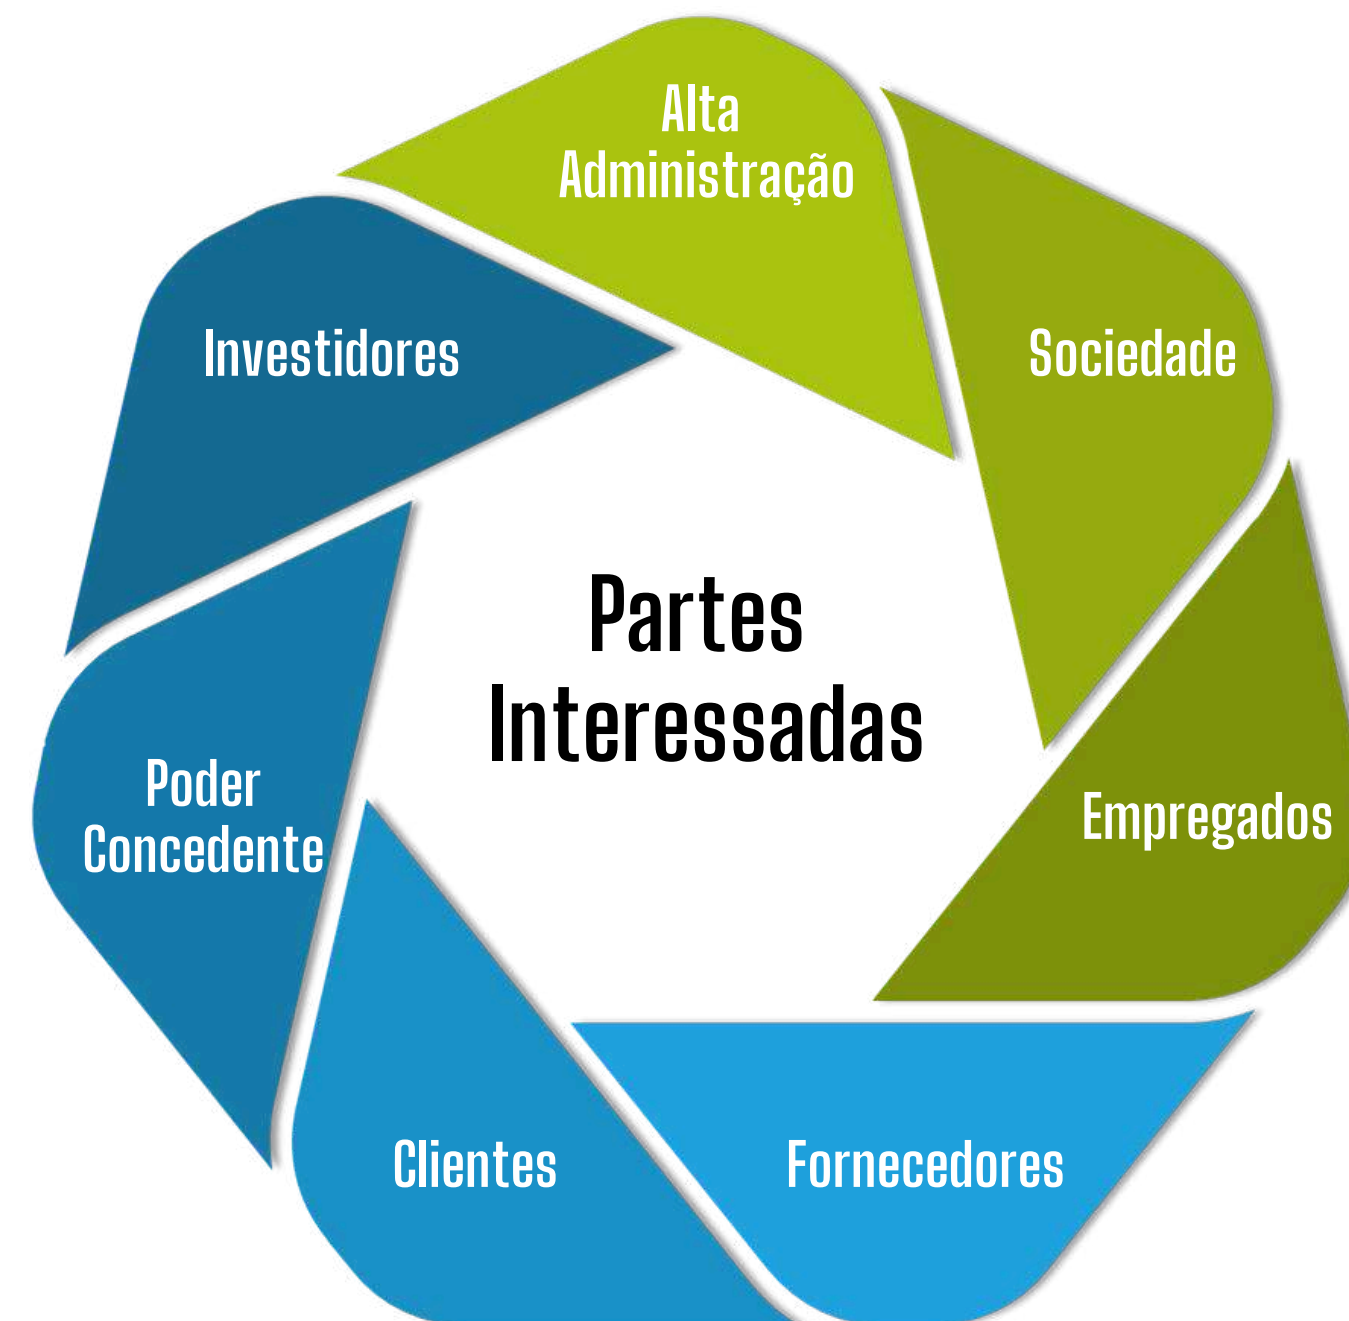 Alta
Administração
Investidores
Sociedade
Partes
Interessadas
Poder
Concedente
Empregados
Clientes
Fornecedores